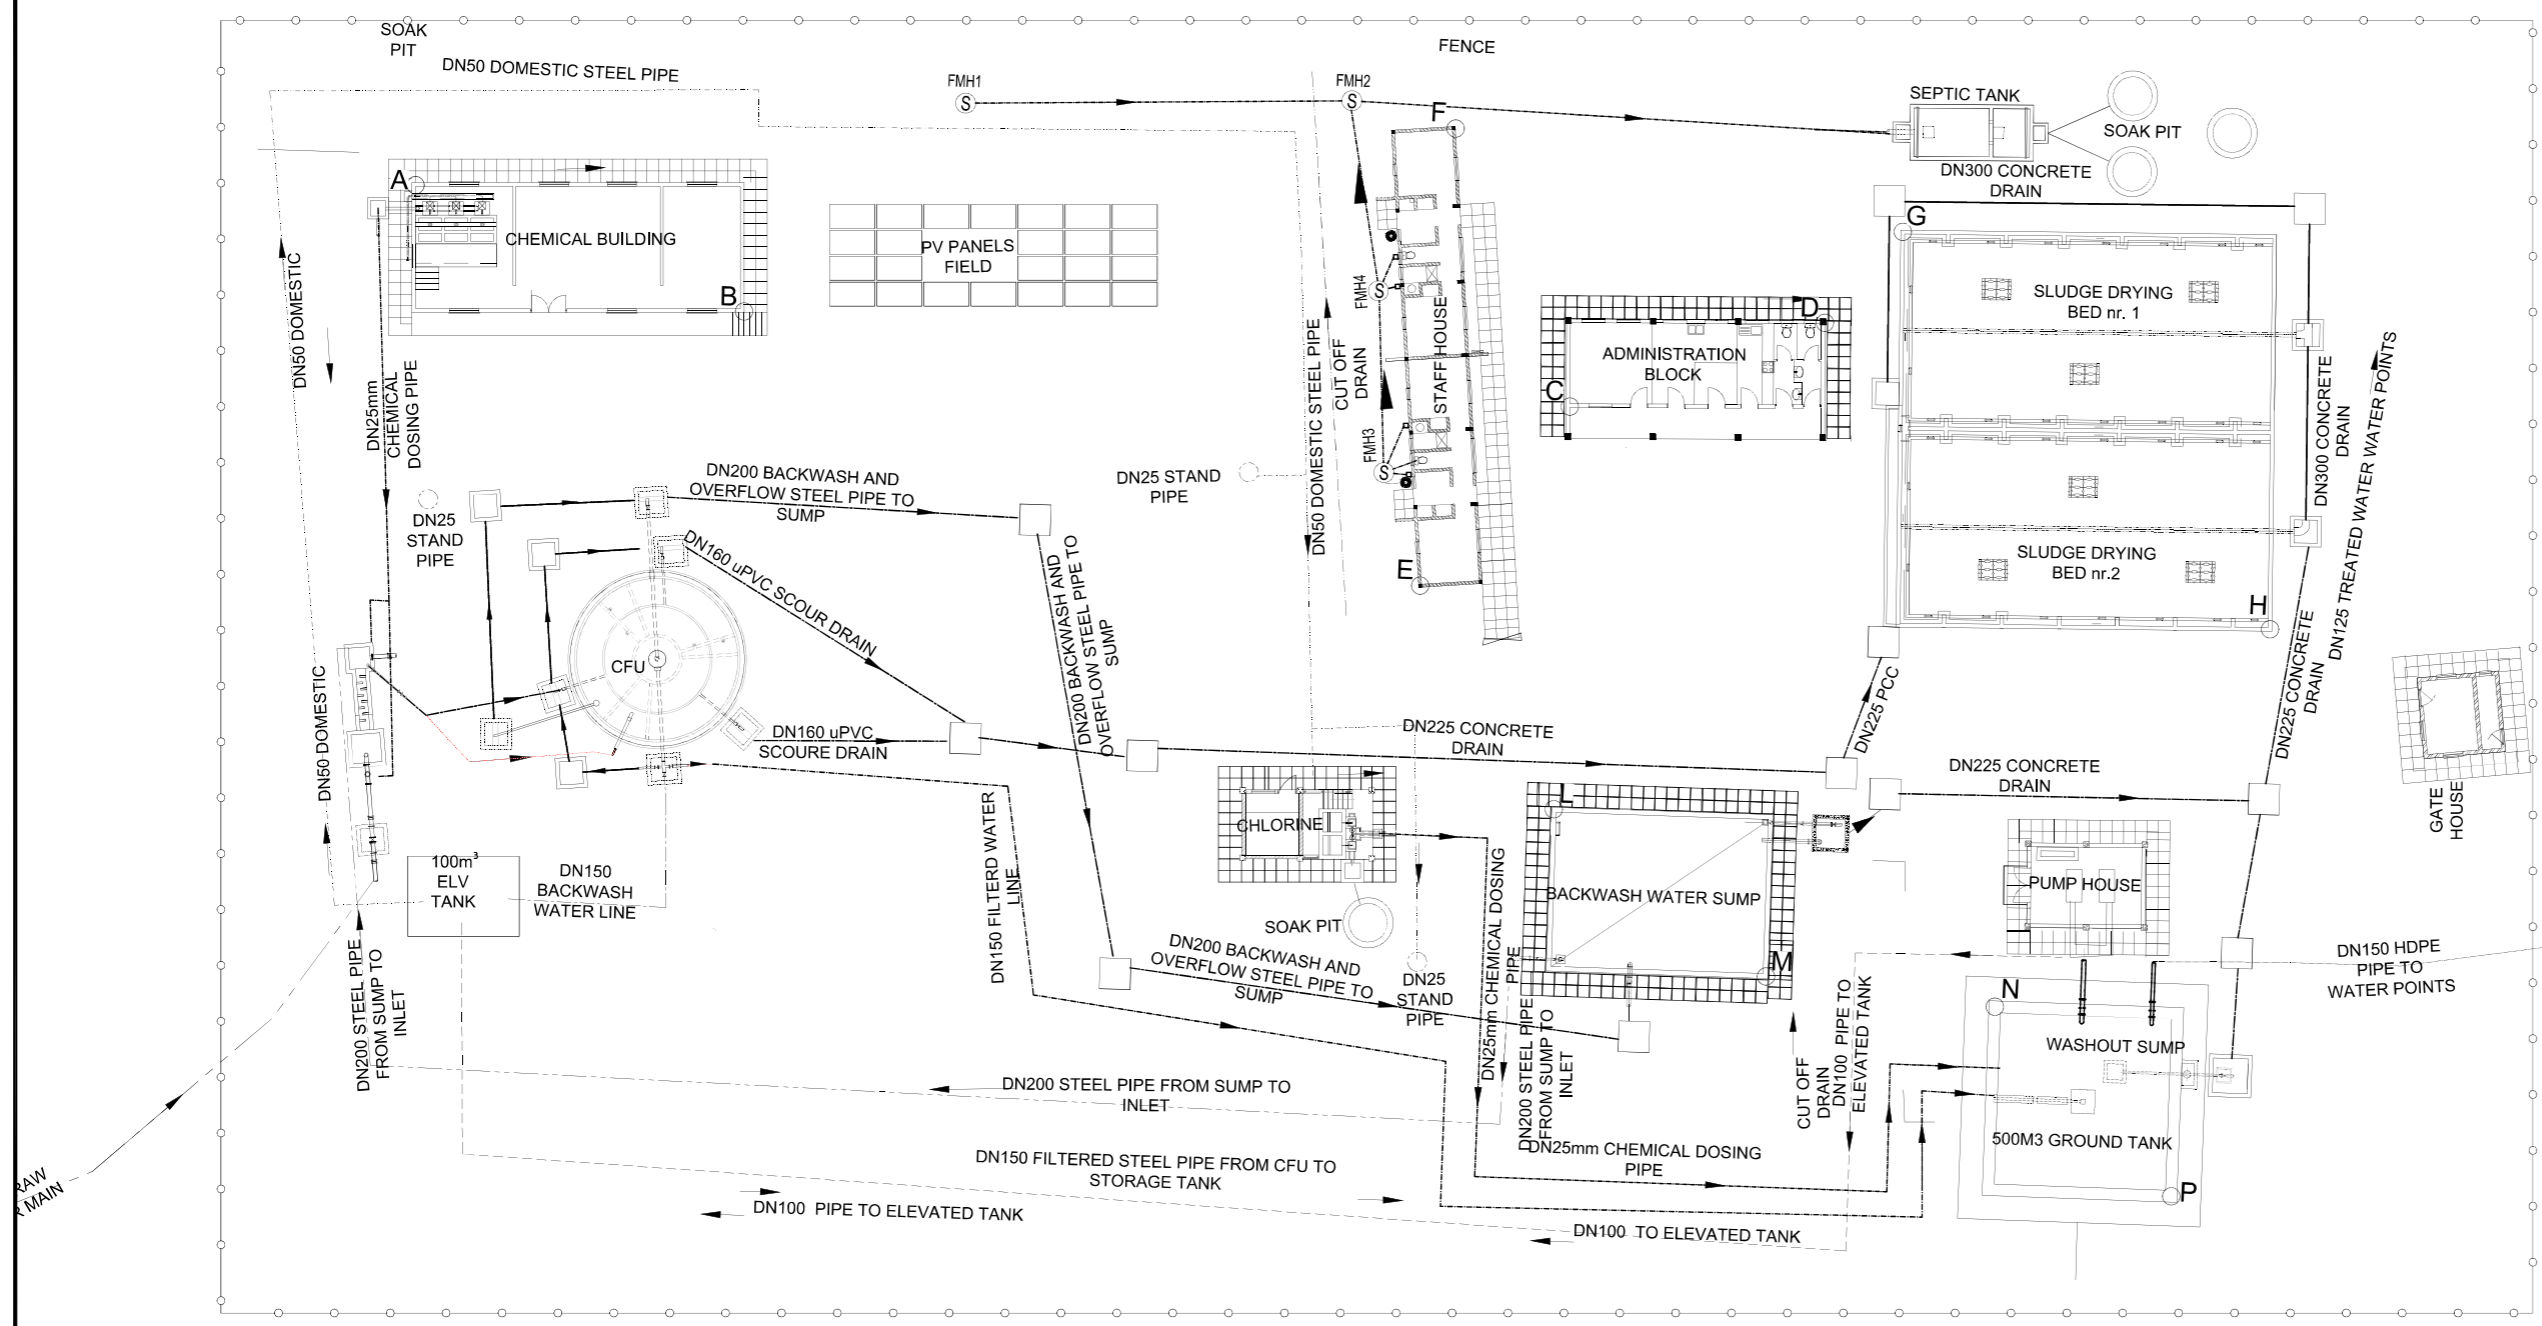 SOAK
PIT
FENCE
DN50 DOMESTIC STEEL PIPE
FMH1
FMH2
F
SEPTIC TANK
SOAK PIT
DN300 CONCRETE
DRAIN
A
CHEMICAL BUILDING
B
PV PANELS
FIELD
G
SLUDGE DRYING
BED nr. 1
DN50 DOMESTIC
DN25mm
CHEMICAL
DOSING PIPE
FMH4
STAFF HOUSE
DN50 DOMESTIC STEEL PIPE
CUT OFF
DRAIN
FMH3
D
ADMINISTRATION
BLOCK
C
DN300 CONCRETE
DRAIN
DN125 TREATED WATER WATER POINTS
DN200 BACKWASH AND
OVERFLOW STEEL PIPE TO
SUMP
DN25 STAND
PIPE
DN25
STAND
PIPE
DN160 uPVC SCOUR DRAIN
DN200 BACKWASH AND
OVERFLOW STEEL PIPE TO
SUMP
E
SLUDGE DRYING
BED nr.2
H
CFU
DN50 DOMESTIC
DN160 uPVC
SCOURE DRAIN
DN225 CONCRETE
DRAIN
DN225 PCC
DN225 CONCRETE
DRAIN
DN225 CONCRETE
DRAIN
GATE
HOUSE
CHLORINE
L
BACKWASH WATER SUMP
M
PUMP HOUSE
100m³
ELV
TANK
DN150
BACKWASH
WATER LINE
DN150 FILTERD WATER
LINE
SOAK PIT
DN200 BACKWASH AND
OVERFLOW STEEL PIPE TO
SUMP
DN25
STAND
PIPE
DN25mm CHEMICAL DOSING
PIPE
DN200 STEEL PIPE
FROM SUMP TO
INLET
DN200 STEEL PIPE
FROM SUMP TO
INLET
CUT OFF
DRAIN
DN100 PIPE TO
ELEVATED TANK
DN150 HDPE
PIPE TO
WATER POINTS
N
WASHOUT SUMP
500M3 GROUND TANK
P
DN200 STEEL PIPE FROM SUMP TO
INLET
DN25mm CHEMICAL DOSING
PIPE
DN150 FILTERED STEEL PIPE FROM CFU TO
STORAGE TANK
DN100 PIPE TO ELEVATED TANK
DN100 TO ELEVATED TANK
RAW
MAIN
S
S
S
S